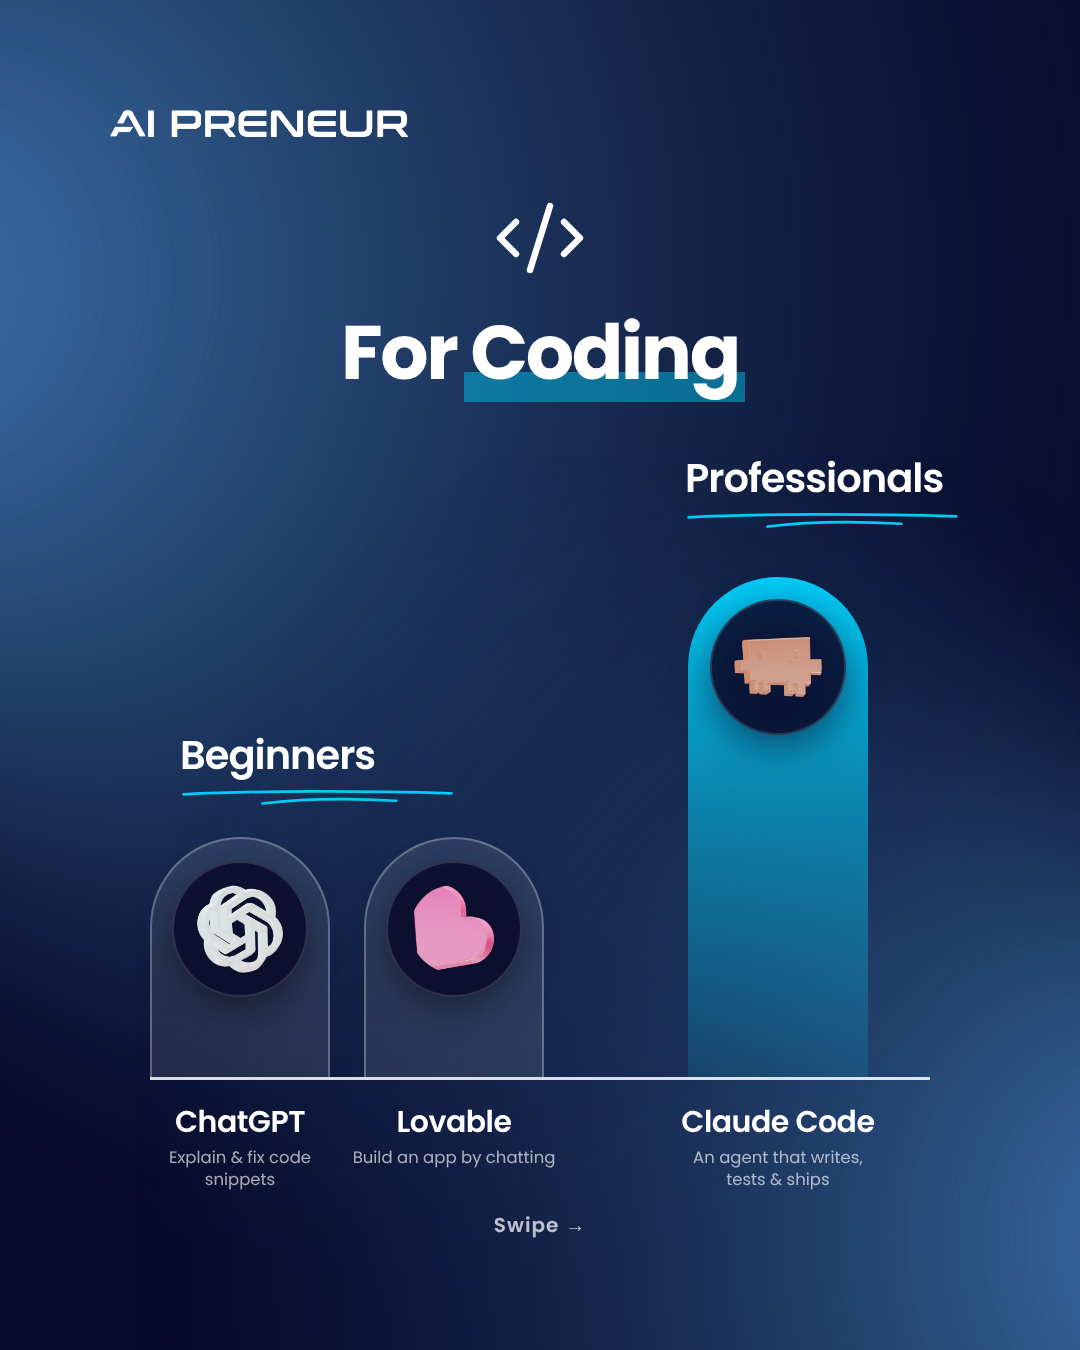 AI PRENEUR
</>
For Coding
Professionals
Beginners
ChatGPT
Explain & fix code
snippets
Lovable
Build an app by chatting
Claude Code
An agent that writes,
tests & ships
Swipe →